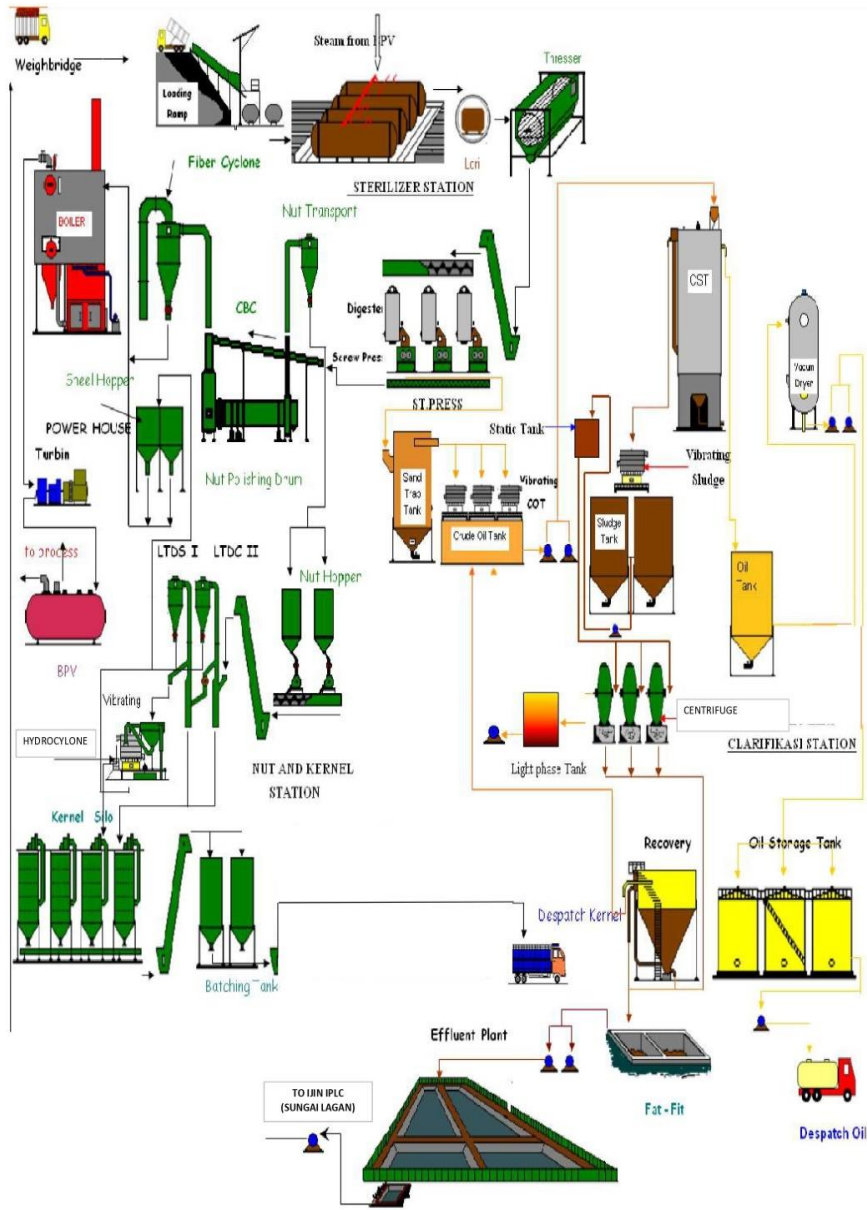 Weighbridge
Loading
Ramp
Steam from BPV
Lori
Thresser
STERILIZER STATION
Fiber Cyclone
BOILER
Nut Transport
CBC
Digester
Screw Press
ST.PRESS
CST
Vacum
Dryer
Sheel Hopper
POWER HOUSE
Turbin
Nut Polishing Drum
Static Tank
Sand
Trap
Tank
Vibrating
COT
Crude Oil Tank
Vibrating
Sludge
Sludge
Tank
Oil
Tank
to process
LTDS I
LTDC II
Nut Hopper
BPV
Vibrating
HYDROCYLONE
NUT AND KERNEL
STATION
Light phase Tank
CENTRIFUGE
CLARIFIKASI STATION
Kernel Silo
Recovery
Oil Storage Tank
Despatch Kernel
Batching Tank
Effluent Plant
TO IJIN IPLC
(SUNGAI LAGAN)
Fat - Fit
Despatch Oil